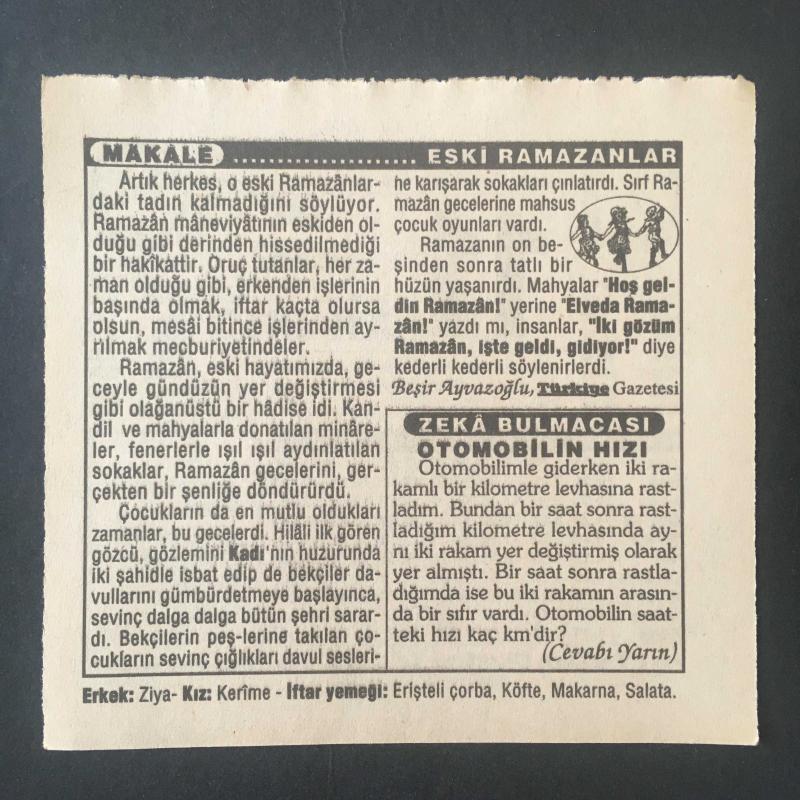 MAKALE .................... ESKİ RAMAZANLAR
Artık herkes, o eski Ramazânlar-
daki tadın kalmadığını söylüyor.
Ramazân mâneviyâtının eskiden ol-
duğu gibi derinden hissedilmediği
bir hakîkattir. Oruç tutanlar, her za-
man olduğu gibi, erkenden işlerinin
başında olmak, iftar kaçta olursa
olsun, mesâi bitince işlerinden ay-
rılmak mecburiyetindeler.
Ramazân, eski hayatımızda, ge-
ceyle gündüzün yer değiştirmesi
gibi olağanüstü bir hâdise idi. Kan-
dil ve mahyalarla donatılan minâre-
ler, fenerlerle ışıl ışıl aydınlatılan
sokaklar, Ramazân gecelerini, ger-
çekten bir şenliğe döndürürdü.
Çocukların da en mutlu oldukları
zamanlar, bu gecelerdi. Hilâli ilk gören
gözcü, gözlemini Kadı'nın huzurunda
iki şahidle isbat edip de bekçiler da-
vullarını gümbürdetmeye başlayınca,
sevinç dalga dalga bütün şehri sarar-
dı. Bekçilerin peş-lerine takılan ço-
cukların sevinç çığlıkları davul sesleri-
ne karışarak sokakları çınlatırdı. Sırf Ra-
mazân gecelerine mahsus
çocuk oyunları vardı.
Ramazanın on be-
şinden sonra tatlı bir
hüzün yaşanırdı. Mahyalar "Hoş gel-
din Ramazân!" yerine "Elveda Rama-
zân!" yazdı mı, insanlar, "İki gözüm
Ramazân, işte geldi, gidiyor!" diye
kederli kederli söylenirlerdi.
Beşir Ayvazoğlu, Türkiye Gazetesi
ZEKÂ BULMACASI
OTOMOBİLİN HIZI
Otomobilimle giderken iki ra-
kamlı bir kilometre levhasına rast-
ladım. Bundan bir saat sonra rast-
ladığım kilometre levhasında ay-
nı iki rakam yer değiştirmiş olarak
yer almıştı. Bir saat sonra rastla-
dığımda ise bu iki rakamın arasın-
da bir sıfır vardı. Otomobilin saat-
teki hızı kaç km'dir?
(Cevabı Yarın)
Erkek: Ziya- Kız: Kerîme - İftar yemeği: Erişteli çorba, Köfte, Makarna, Salata.